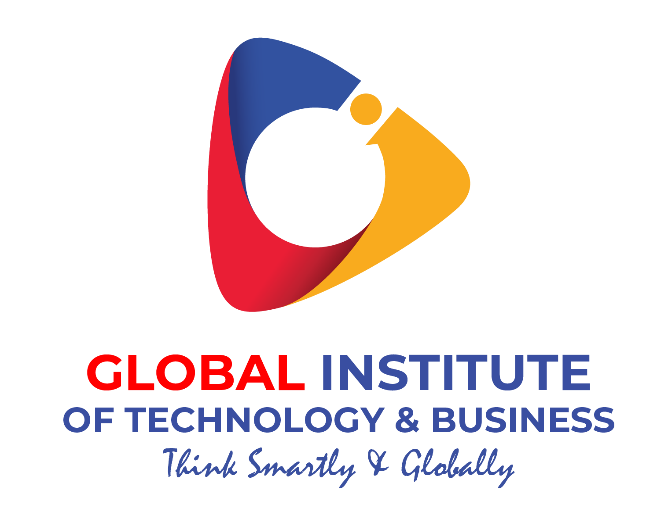 GLOBAL INSTITUTE
OF TECHNOLOGY & BUSINESS
Think Smartly & Globally